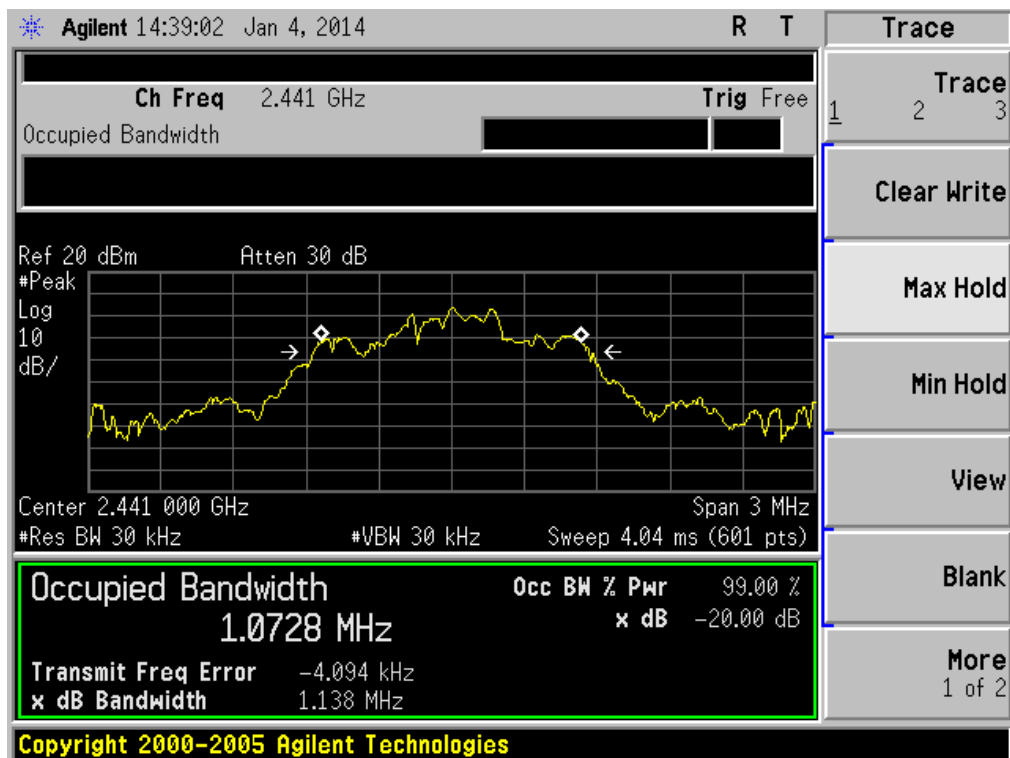 Agilent 14:39:02 Jan 4, 2014 R T
Ch Freq 2.441 GHz Trig Free
Occupied Bandwidth
Ref 20 dBm Atten 30 dB
#Peak
Log
10
dB/
Center 2.441 000 GHz Span 3 MHz
#Res BW 30 kHz #VBW 30 kHz Sweep 4.04 ms (601 pts)
Occupied Bandwidth
1.0728 MHz
Occ BW % Pwr 99.00 %
x dB -20.00 dB
Transmit Freq Error -4.094 kHz
x dB Bandwidth 1.138 MHz
Copyright 2000-2005 Agilent Technologies
Trace
Trace
1 2 3
Clear Write
Max Hold
Min Hold
View
Blank
More
1 of 2